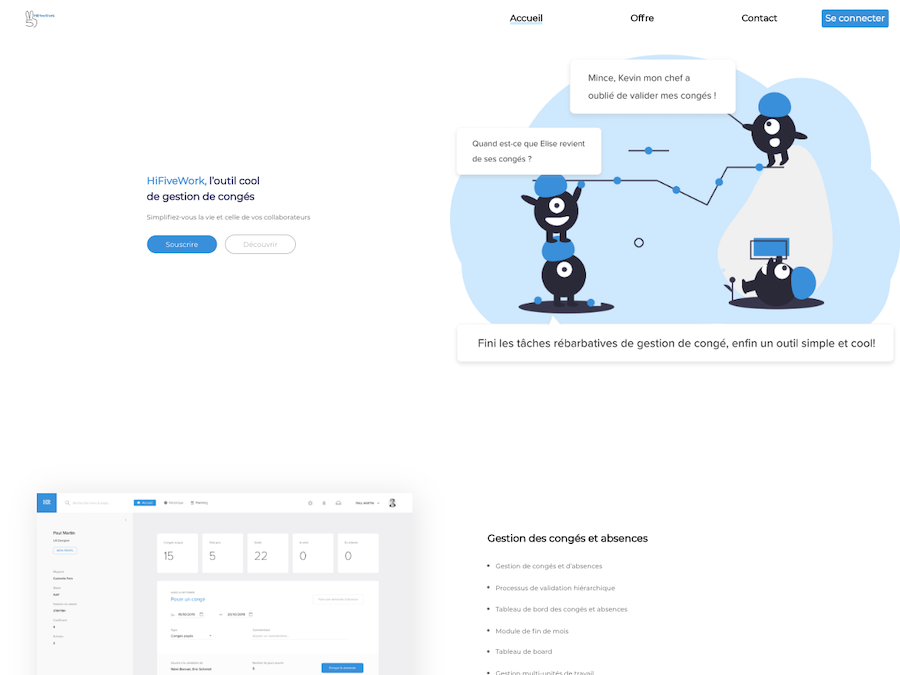 HiFiveWork
Accueil
Offre
Contact
Se connecter
Mince, Kevin mon chef a
oublié de valider mes congés !
Quand est-ce que Elise revient
de ses congés ?
HiFiveWork, l'outil cool
de gestion de congés
Simplifiez-vous la vie et celle de vos collaborateurs
Souscrire
Découvrir
Fini les tâches rébarbatives de gestion de congé, enfin un outil simple et cool!
Paul Martin
15
5
22
0
0
Poser un congé
Type
Congés payés
Gestion des congés et absences
Gestion de congés et d'absences
Processus de validation hiérarchique
Tableau de bord des congés et absences
Module de fin de mois
Tableau de board
Gestion multi-unités de travail